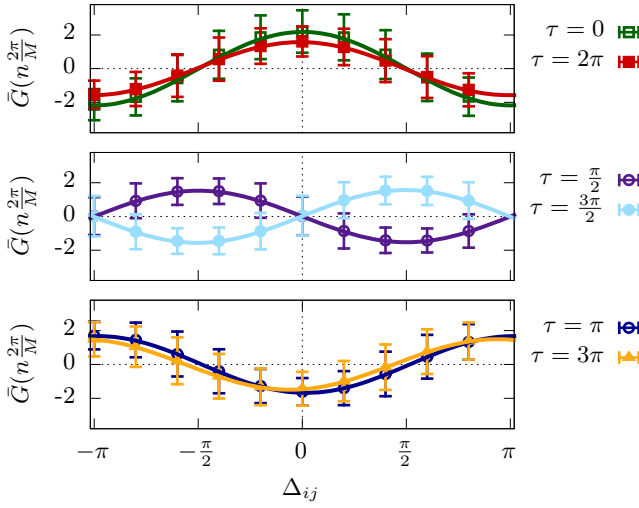 Ḡ(n 2π/M)
2
0
−2
τ = 0
τ = 2π
Ḡ(n 2π/M)
2
0
−2
τ = π/2
τ = 3π/2
Ḡ(n 2π/M)
2
0
−2
τ = π
τ = 3π
−π
−π/2
0
π/2
π
Δij